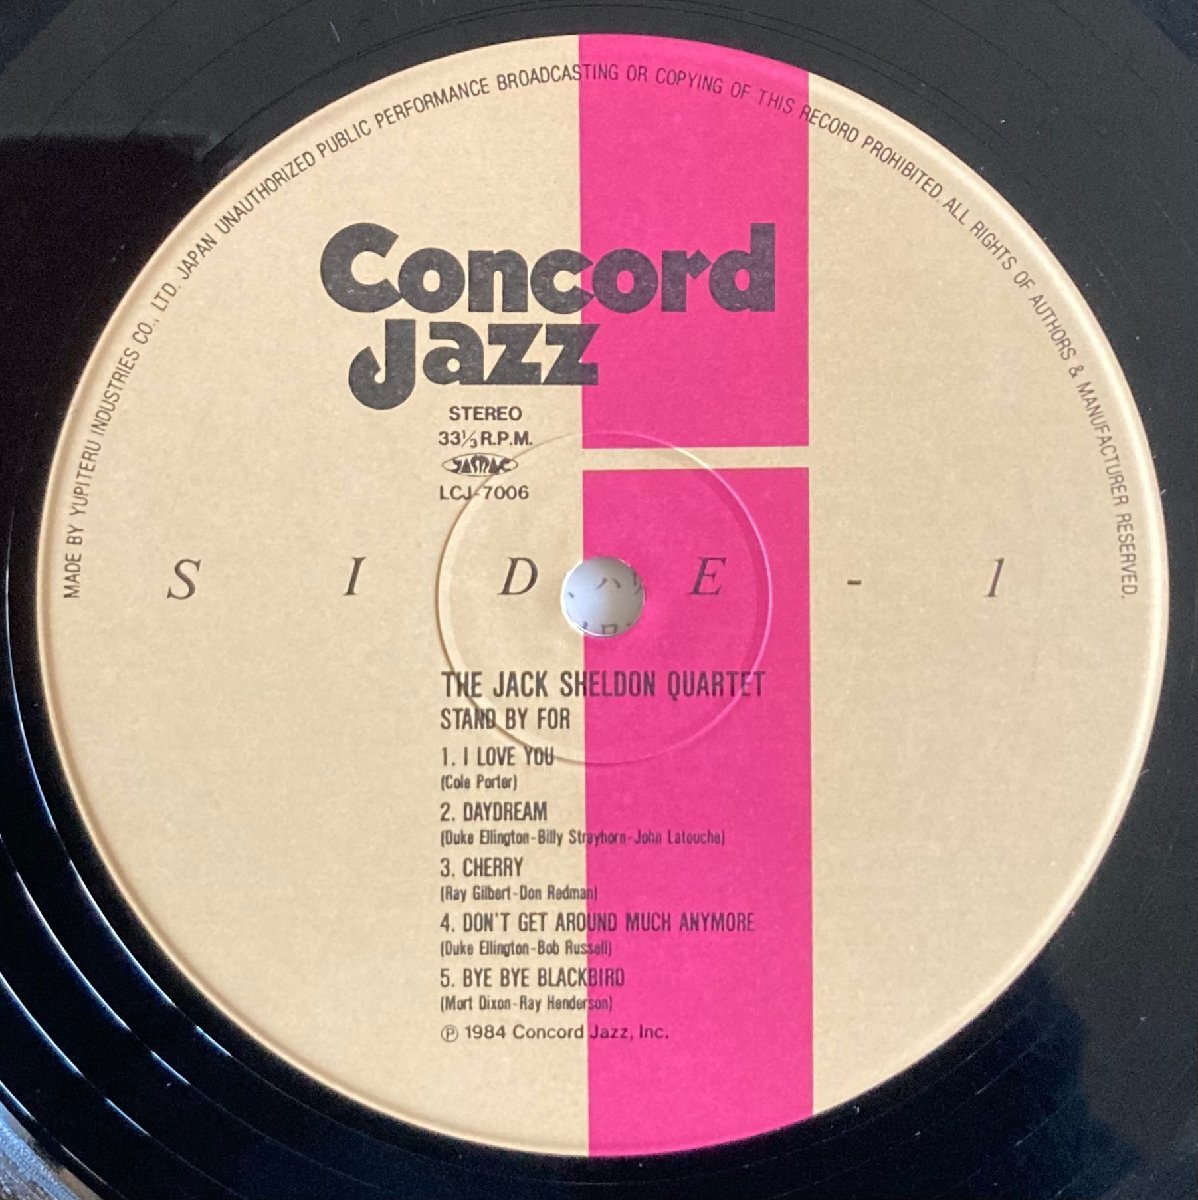 MADE BY YUPITERU INDUSTRIES CO., LTD. JAPAN UNAUTHORIZED PUBLIC PERFORMANCE BROADCASTING OR COPYING OF THIS RECORD PROHIBITED. ALL RIGHTS OF AUTHORS & MANUFACTURER RESERVED.
Concord
Jazz
STEREO
33⅓ R.P.M.
JASRAC
LCJ-7006
S I D E - 1
THE JACK SHELDON QUARTET
STAND BY FOR
1. I LOVE YOU
(Cole Porter)
2. DAYDREAM
(Duke Ellington-Billy Strayhorn-John Latouche)
3. CHERRY
(Ray Gilbert-Don Redman)
4. DON'T GET AROUND MUCH ANYMORE
(Duke Ellington-Bob Russell)
5. BYE BYE BLACKBIRD
(Mort Dixon-Ray Henderson)
℗ 1984 Concord Jazz, Inc.